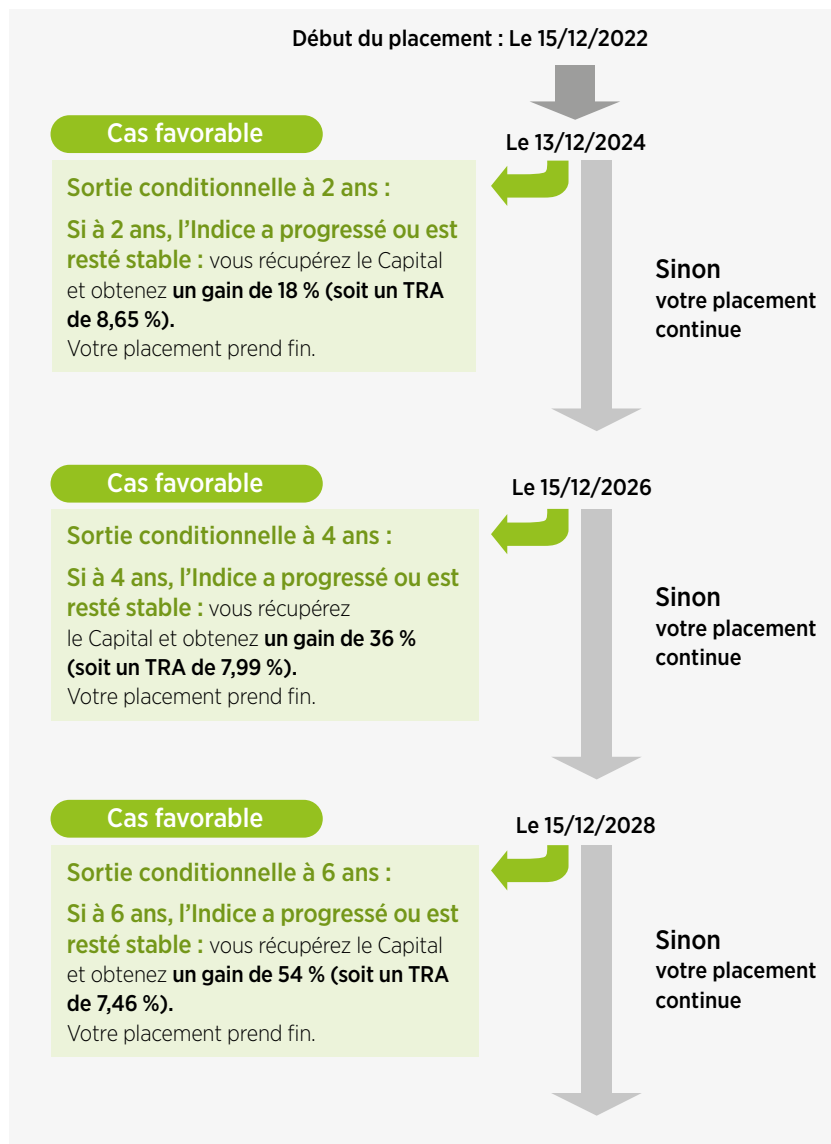 Début du placement : Le 15/12/2022
Cas favorable
Le 13/12/2024
Sortie conditionnelle à 2 ans :
Si à 2 ans, l'Indice a progressé ou est
resté stable : vous récupérez le Capital
et obtenez un gain de 18 % (soit un TRA
de 8,65 %).
Votre placement prend fin.
Sinon
votre placement
continue
Cas favorable
Le 15/12/2026
Sortie conditionnelle à 4 ans :
Si à 4 ans, l'Indice a progressé ou est
resté stable : vous récupérez
le Capital et obtenez un gain de 36 %
(soit un TRA de 7,99 %).
Votre placement prend fin.
Sinon
votre placement
continue
Cas favorable
Le 15/12/2028
Sortie conditionnelle à 6 ans :
Si à 6 ans, l'Indice a progressé ou est
resté stable : vous récupérez le Capital
et obtenez un gain de 54 % (soit un TRA
de 7,46 %).
Votre placement prend fin.
Sinon
votre placement
continue